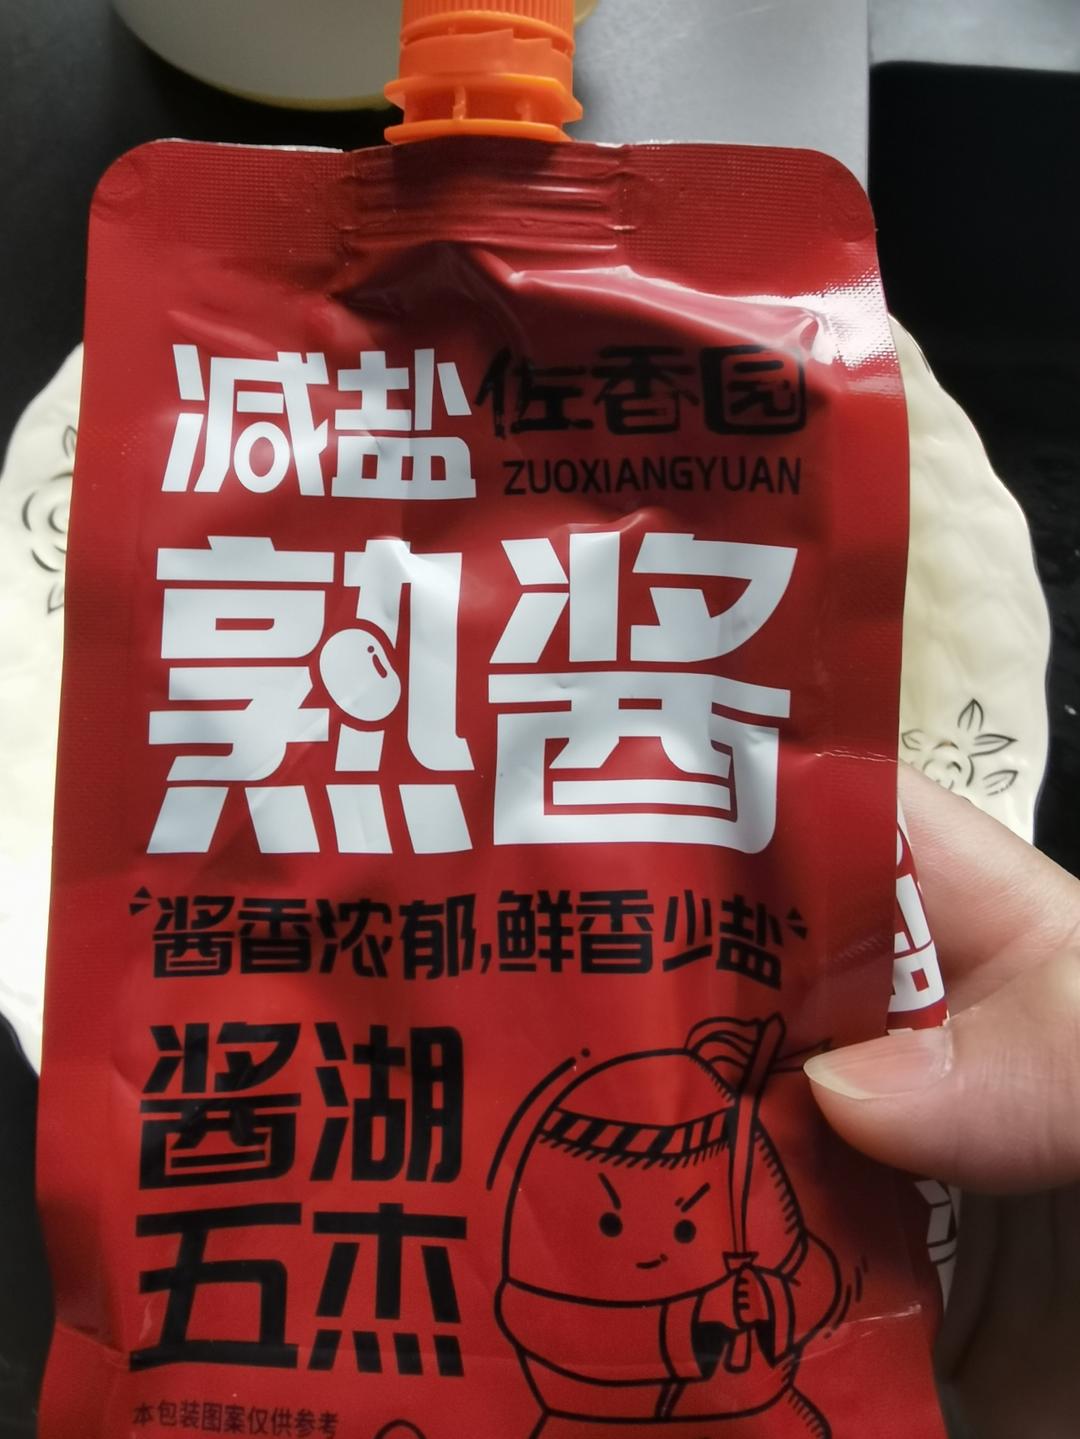 减盐 佐香园
ZUOXIANGYUAN
熟酱
酱香浓郁,鲜香少盐
酱湖
五杰
本包装图案仅供参考